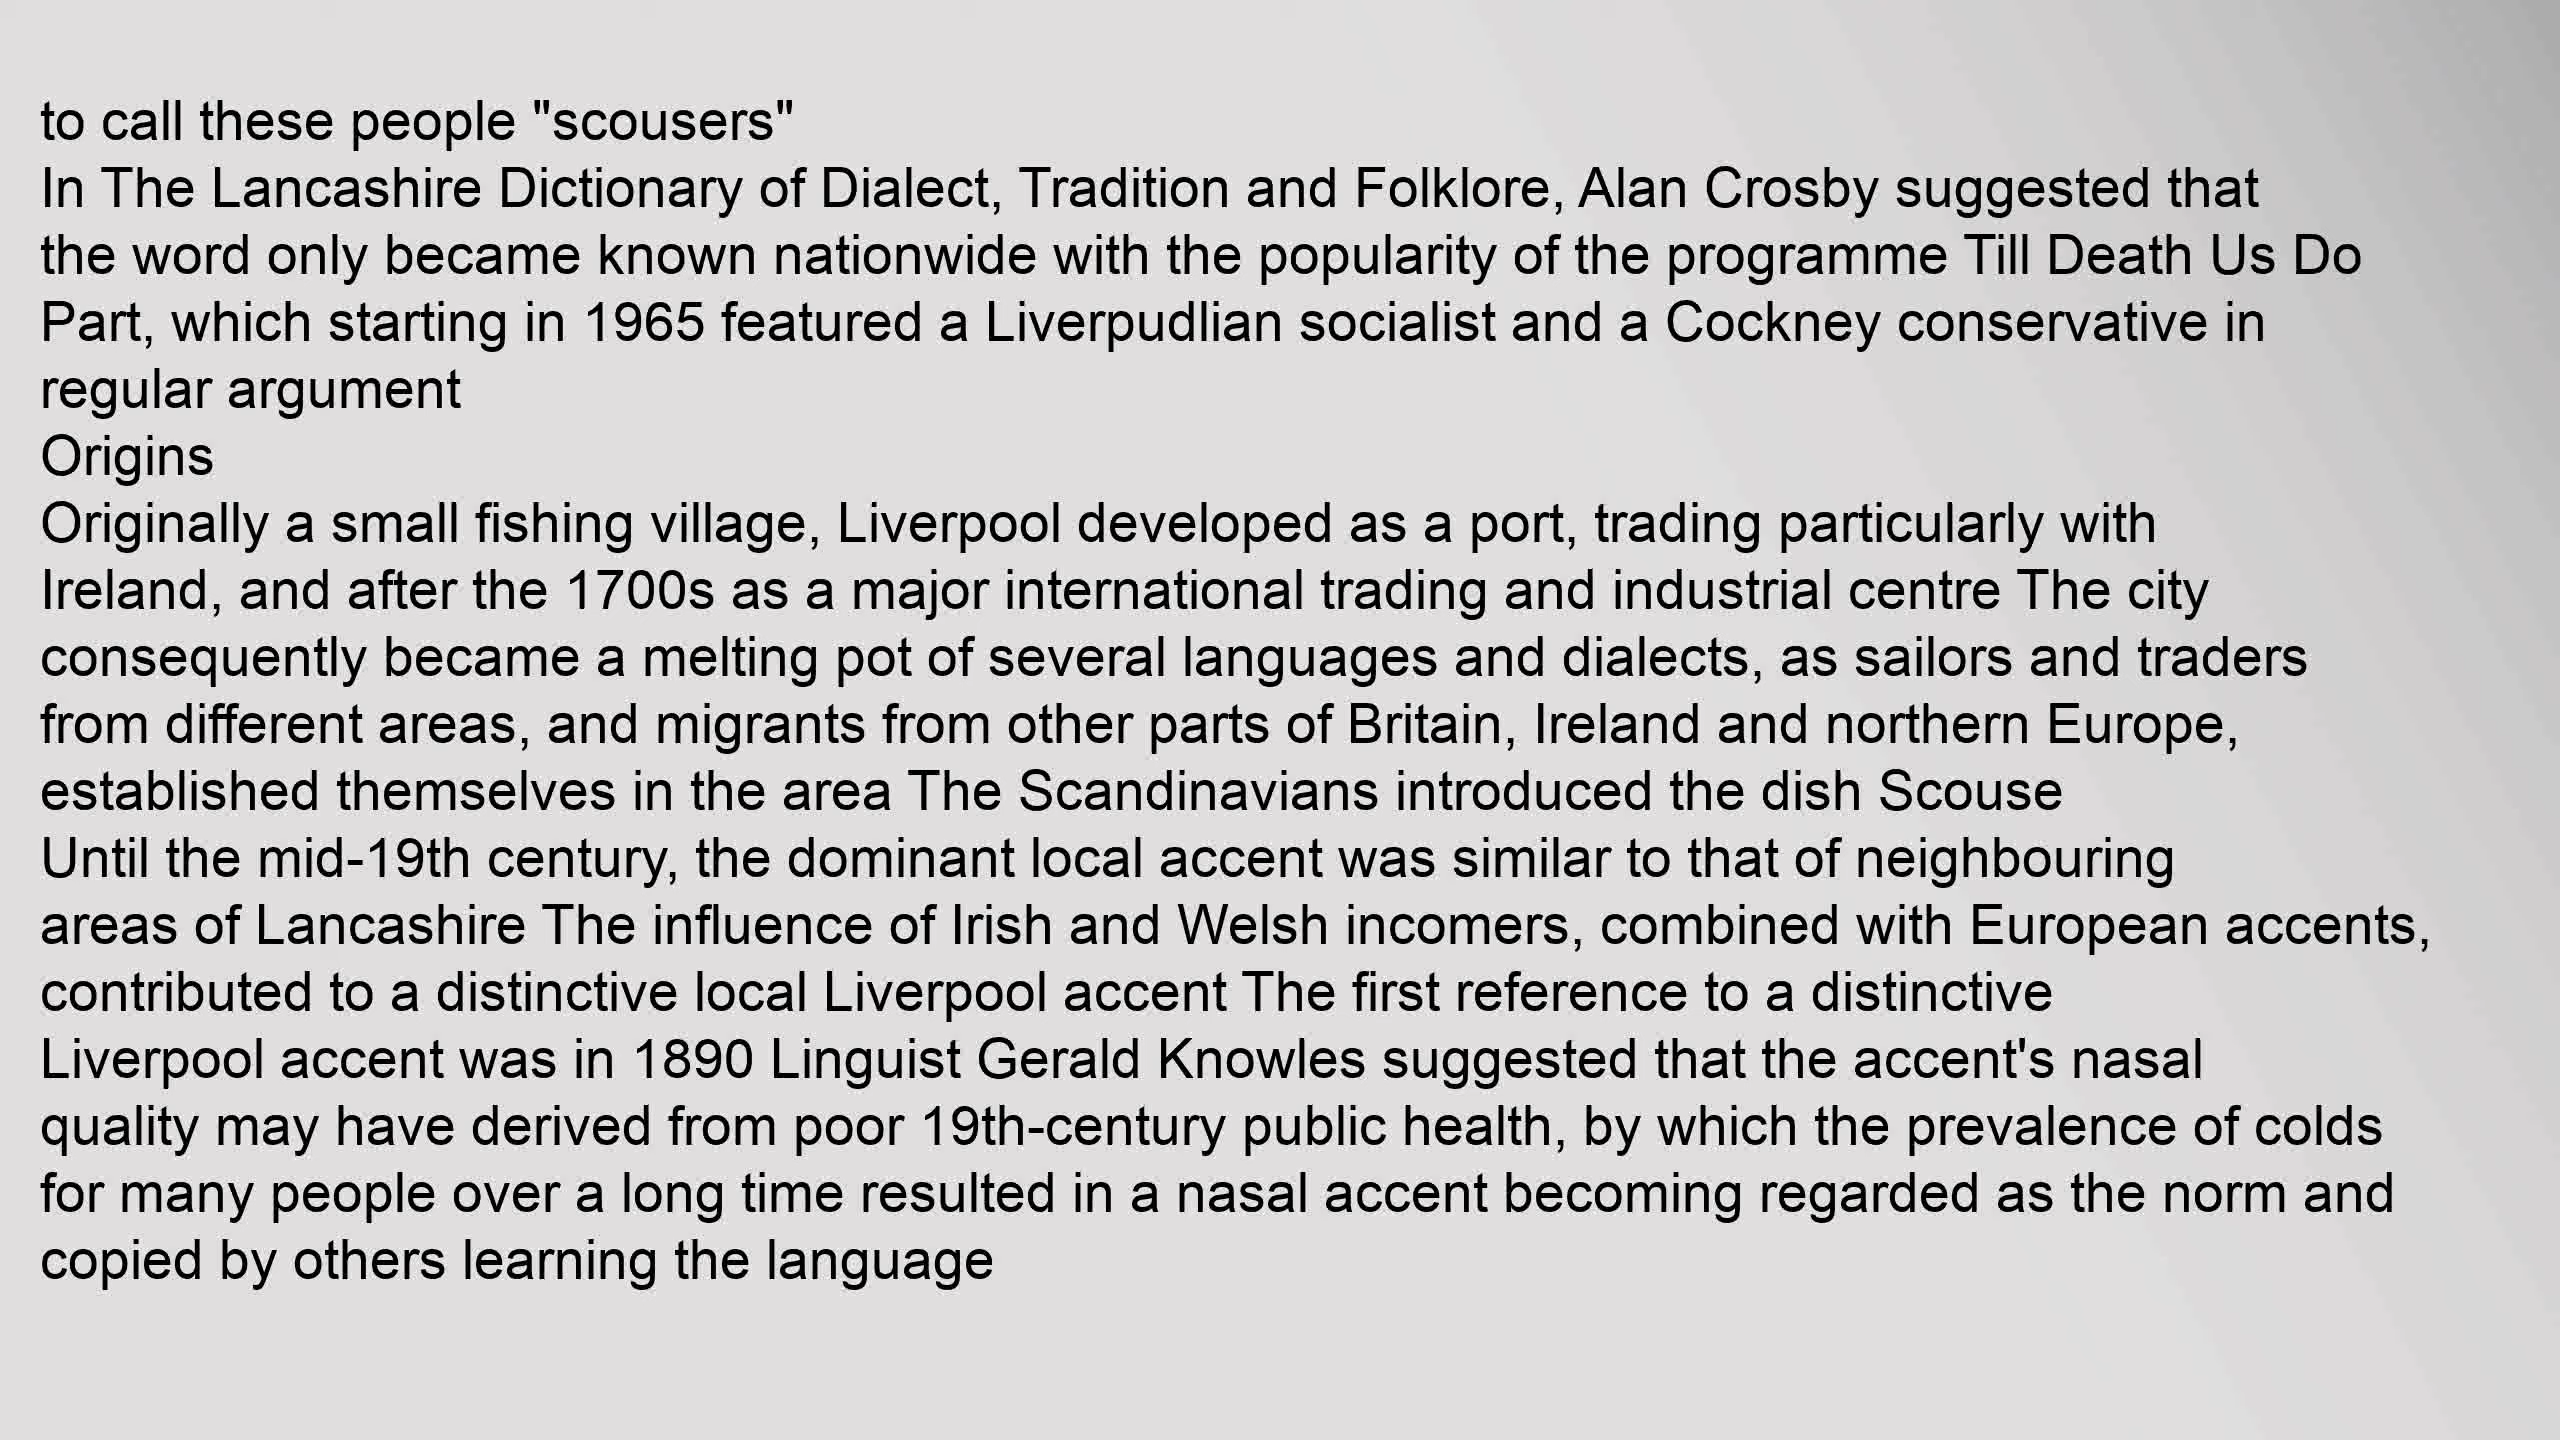 to call these people "scousers"
In The Lancashire Dictionary of Dialect, Tradition and Folklore, Alan Crosby suggested that
the word only became known nationwide with the popularity of the programme Till Death Us Do
Part, which starting in 1965 featured a Liverpudlian socialist and a Cockney conservative in
regular argument
Origins
Originally a small fishing village, Liverpool developed as a port, trading particularly with
Ireland, and after the 1700s as a major international trading and industrial centre The city
consequently became a melting pot of several languages and dialects, as sailors and traders
from different areas, and migrants from other parts of Britain, Ireland and northern Europe,
established themselves in the area The Scandinavians introduced the dish Scouse
Until the mid-19th century, the dominant local accent was similar to that of neighbouring
areas of Lancashire The influence of Irish and Welsh incomers, combined with European accents,
contributed to a distinctive local Liverpool accent The first reference to a distinctive
Liverpool accent was in 1890 Linguist Gerald Knowles suggested that the accent's nasal
quality may have derived from poor 19th-century public health, by which the prevalence of colds
for many people over a long time resulted in a nasal accent becoming regarded as the norm and
copied by others learning the language